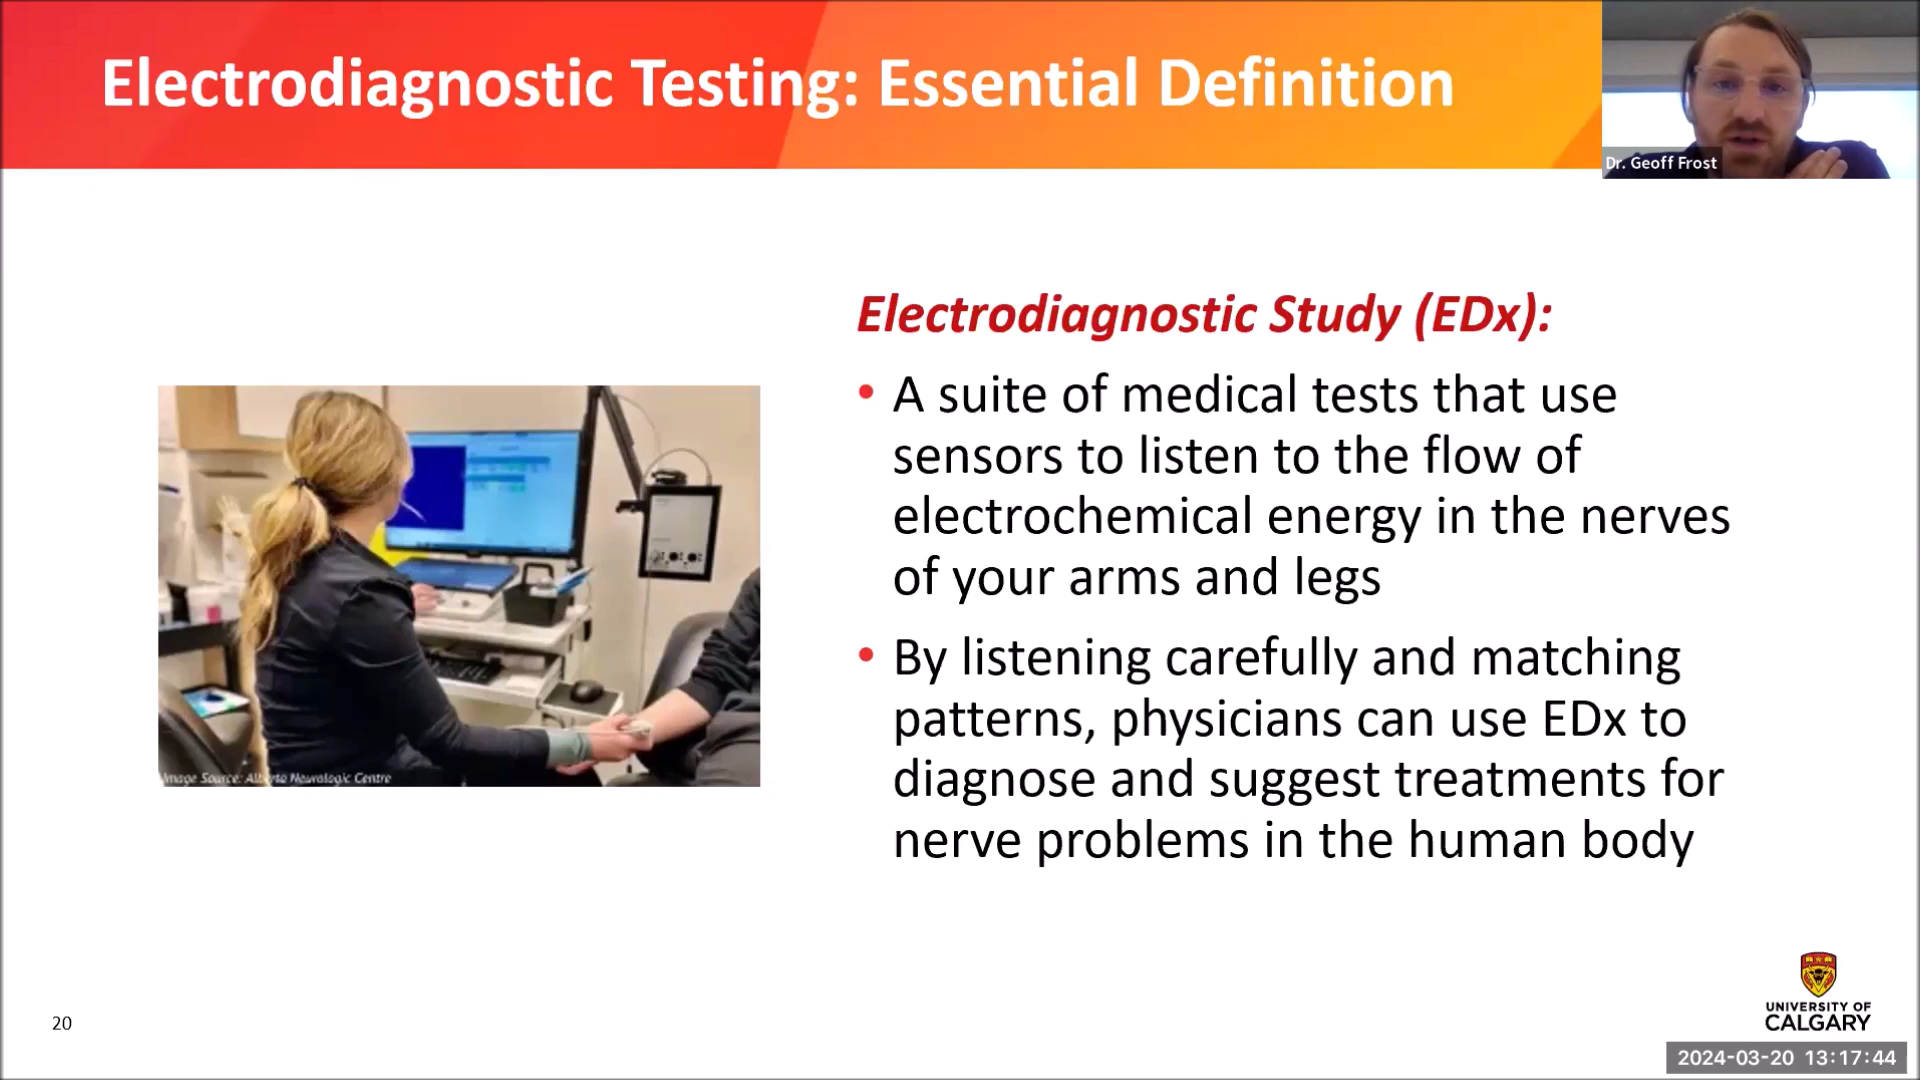 Electrodiagnostic Testing: Essential Definition
Dr. Geoff Frost
Electrodiagnostic Study (EDx):
• A suite of medical tests that use
sensors to listen to the flow of
electrochemical energy in the nerves
of your arms and legs
• By listening carefully and matching
patterns, physicians can use EDx to
diagnose and suggest treatments for
nerve problems in the human body
Image Source: Alberta Neurologic Centre
20
UNIVERSITY OF
CALGARY
2024-03-20 13:17:44